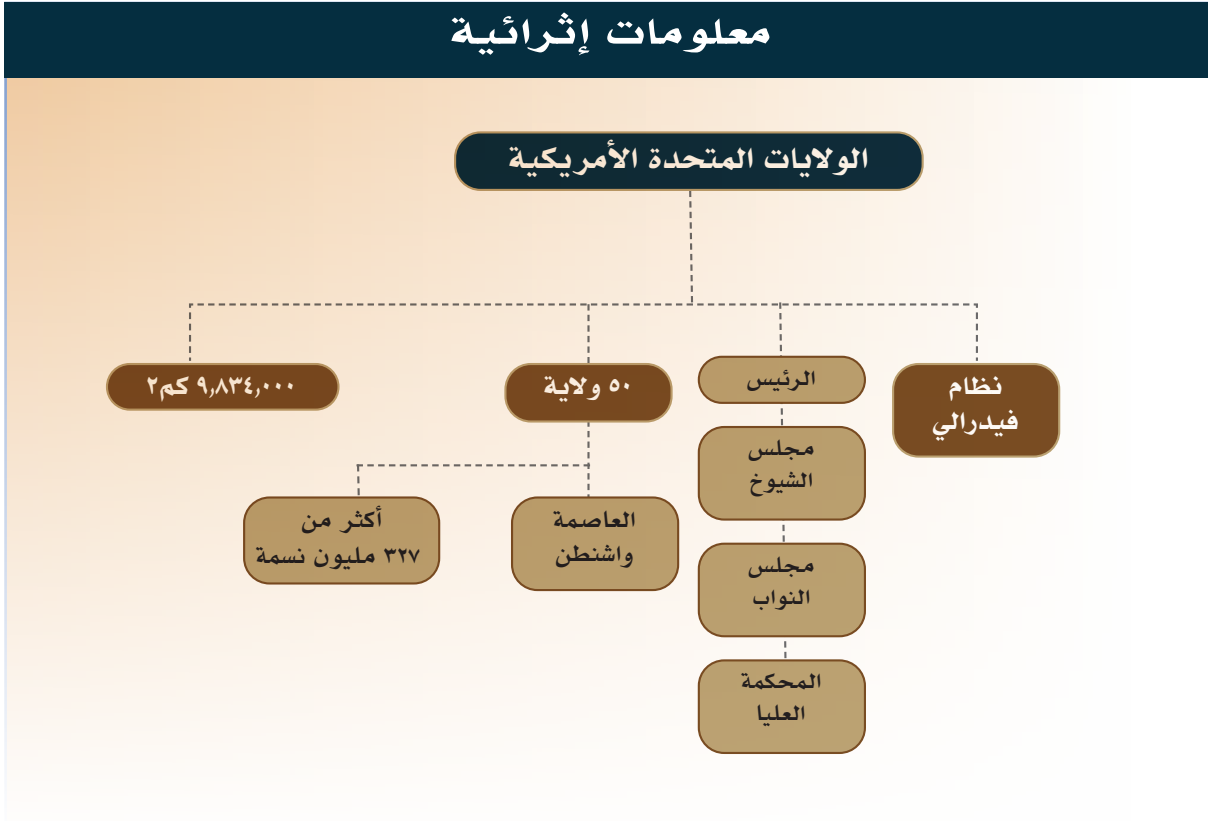 معلومات إثرائية
الولايات المتحدة الأمريكية
نظام
فيدرالي
الرئيس
مجلس
الشيوخ
مجلس
النواب
المحكمة
العليا
٥٠ ولاية
العاصمة
واشنطن
أكثر من
٣٢٧ مليون نسمة
٩,٨٣٤,٠٠٠ كم٢